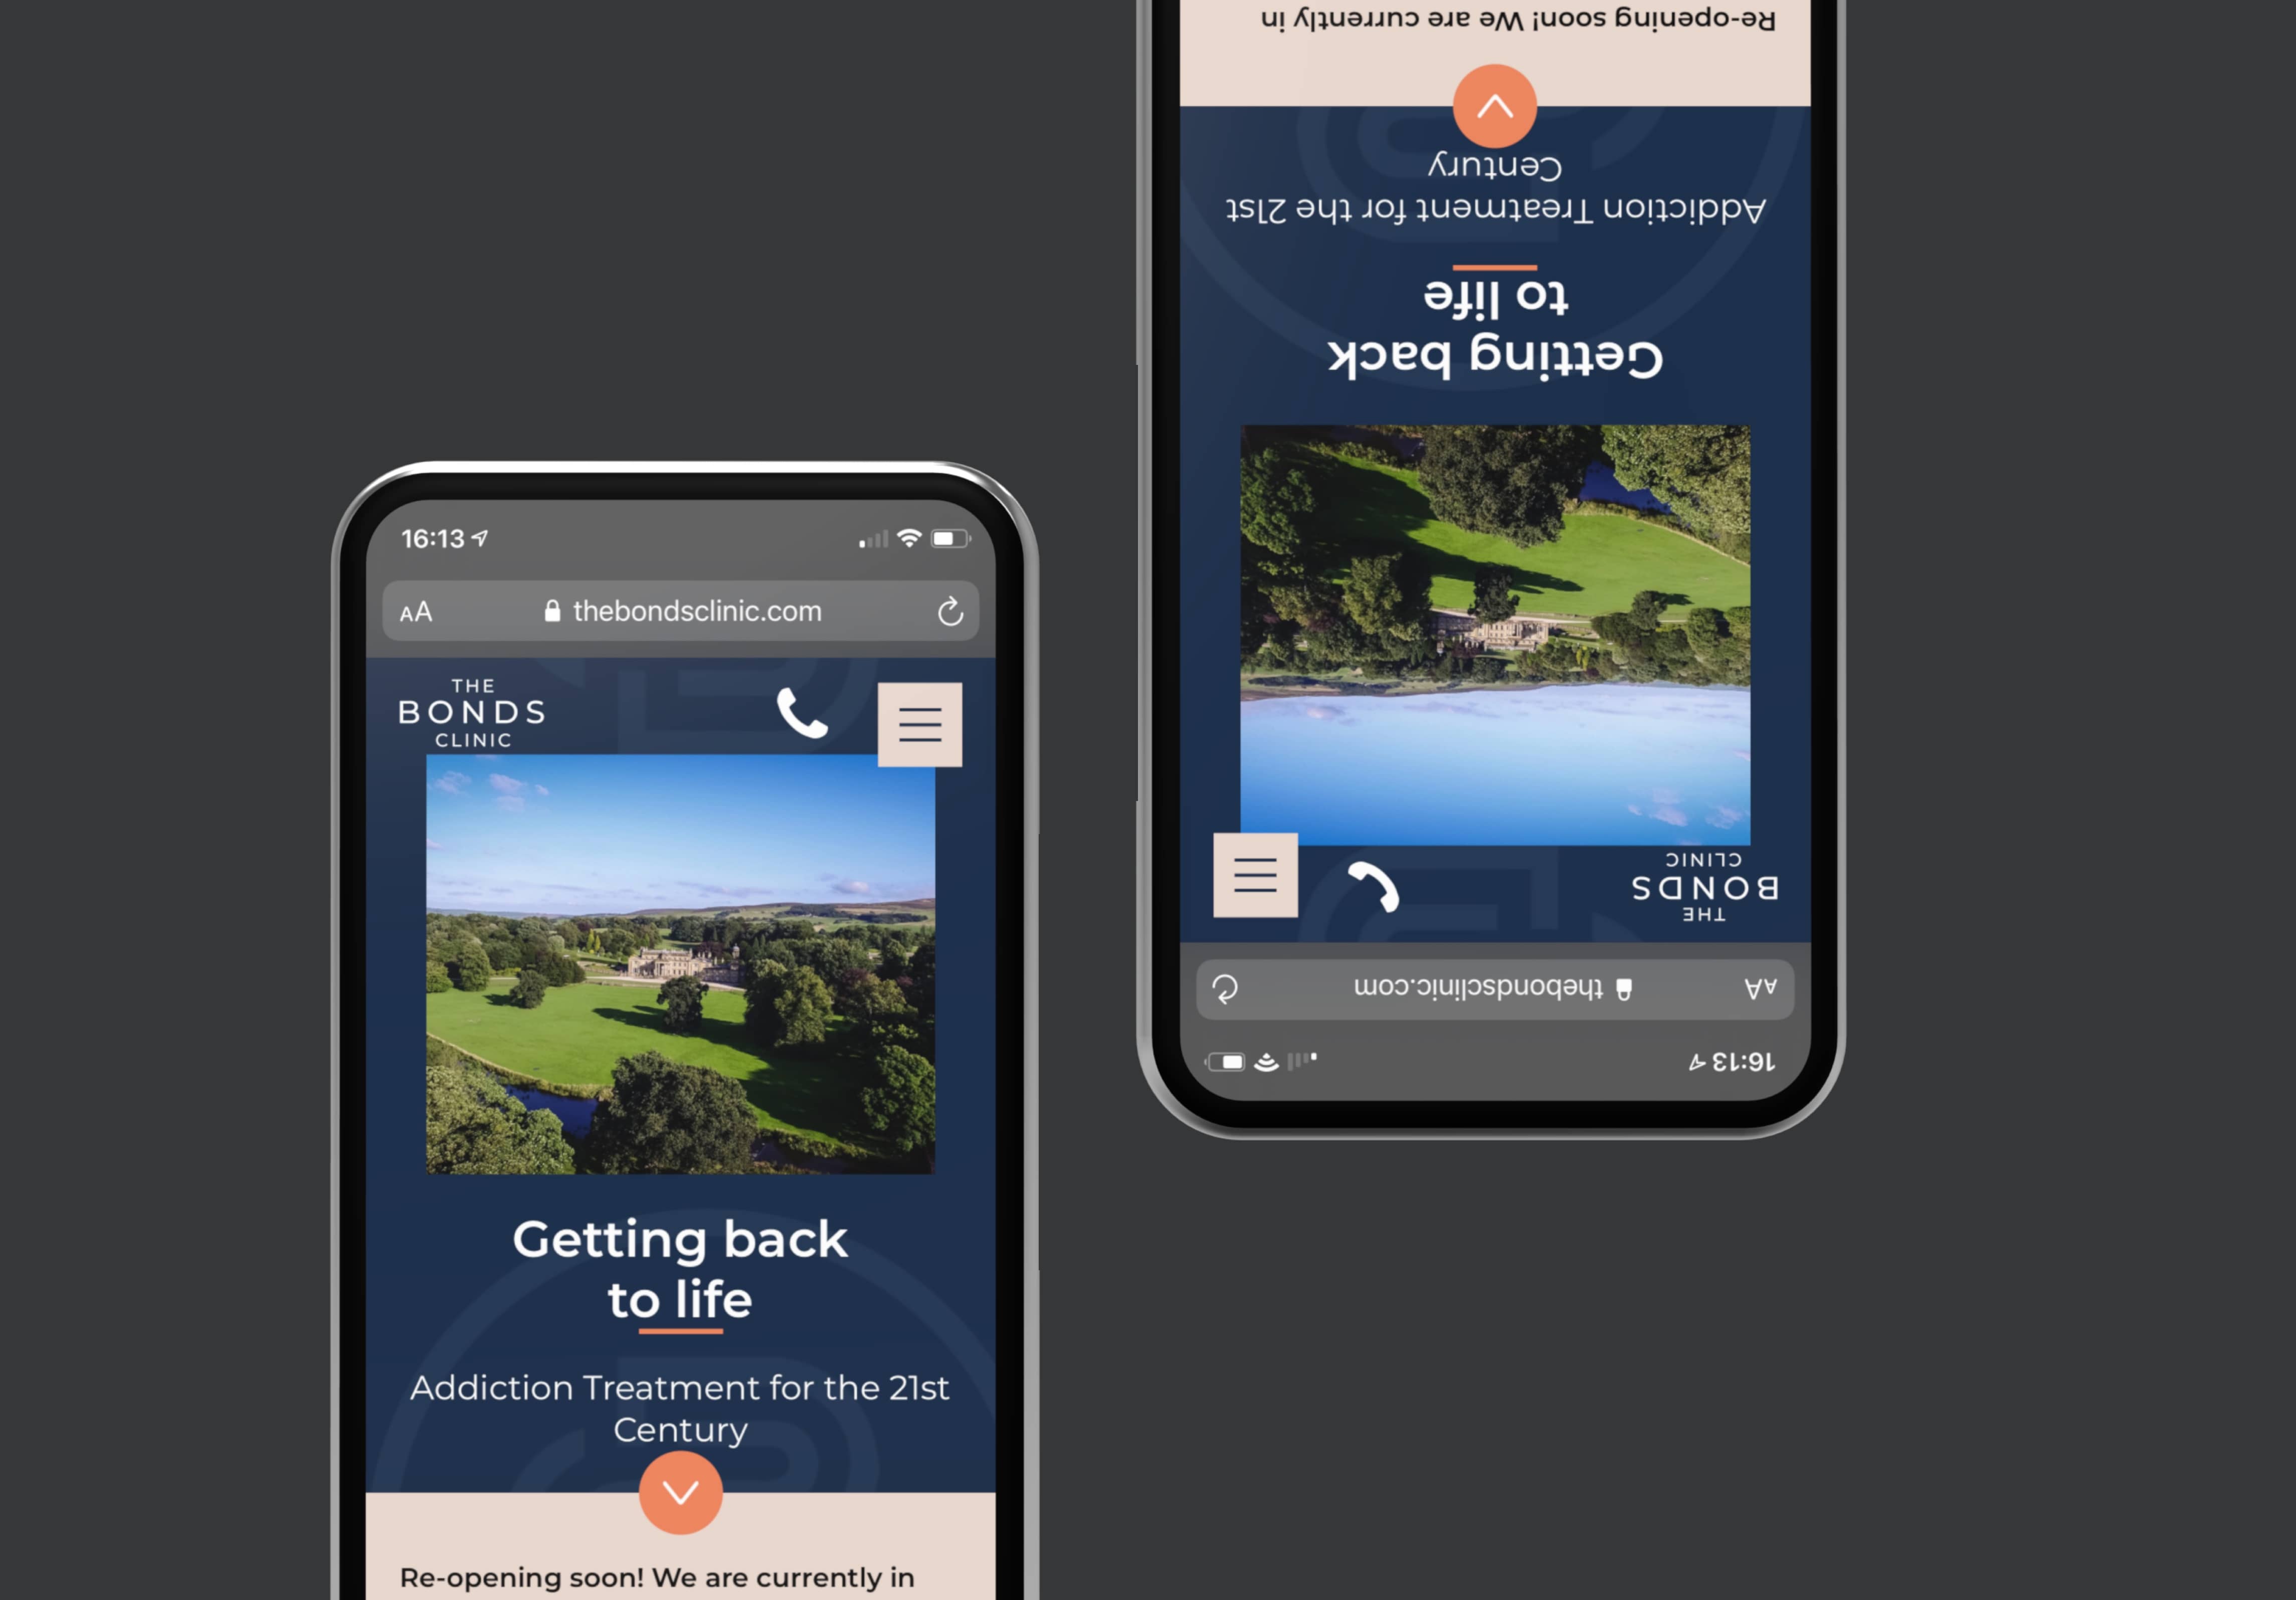 16:13
AA thebondsclinic.com
THE
BONDS
CLINIC
Getting back
to life
Addiction Treatment for the 21st
Century
Re-opening soon! We are currently in
16:13
AA thebondsclinic.com
THE
BONDS
CLINIC
Getting back
to life
Addiction Treatment for the 21st
Century
Re-opening soon! We are currently in